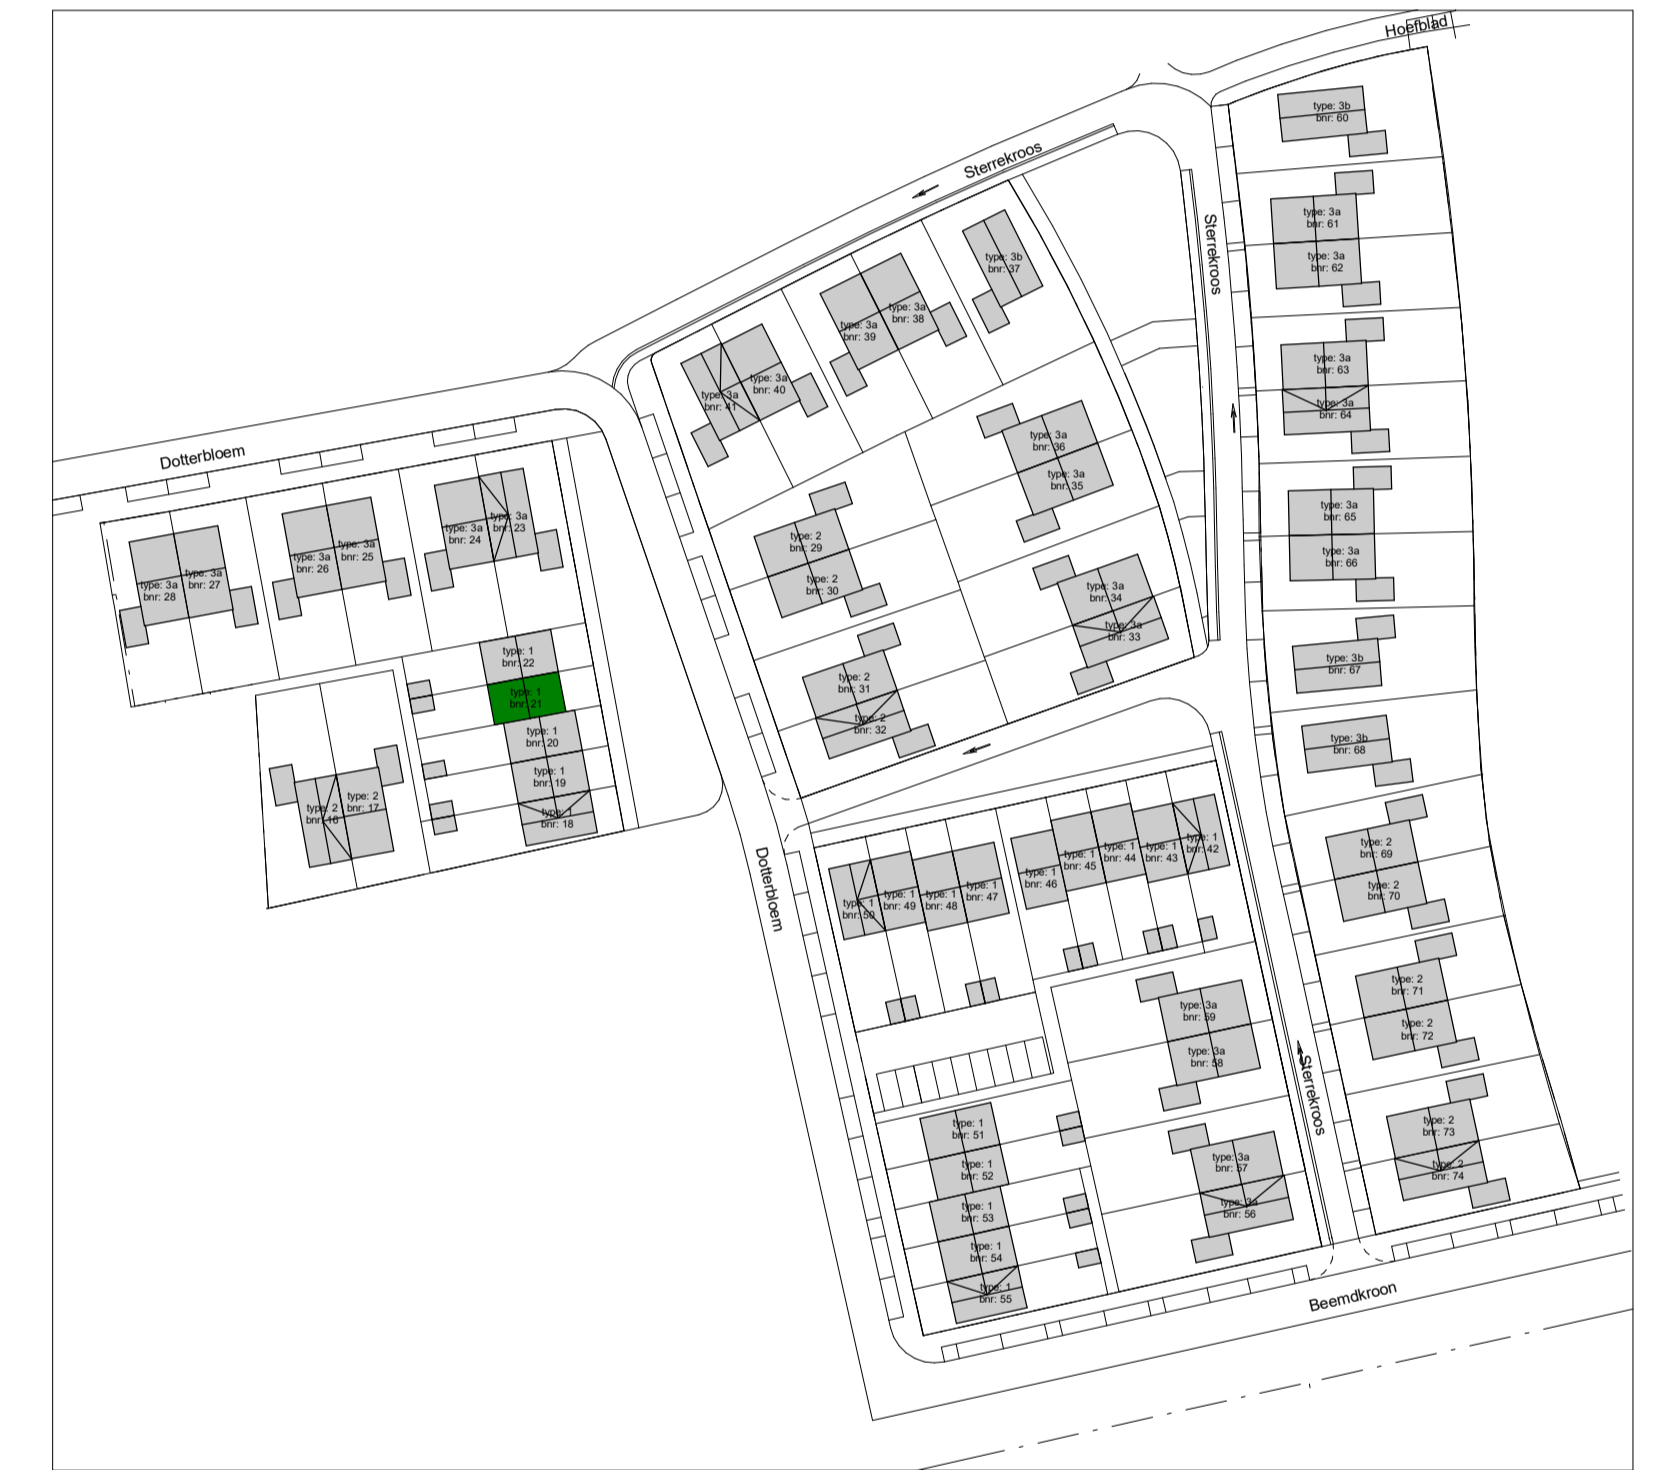 Hoefblad
type: 3b
bnr: 60
Sterrekroos
type: 3a
bnr: 61
type: 3a
bnr: 62
Sterrekroos
type: 3b
bnr: 37
type: 3a
bnr: 38
type: 3a
bnr: 39
type: 3a
bnr: 40
type: 3a
bnr: 41
type: 3a
bnr: 63
type: 3a
bnr: 64
Dotterbloem
type: 3a
bnr: 36
type: 3a
bnr: 35
type: 3a
bnr: 65
type: 3a
bnr: 66
type: 3a
bnr: 23
type: 3a
bnr: 24
type: 3a
bnr: 25
type: 3a
bnr: 26
type: 3a
bnr: 27
type: 3a
bnr: 28
type: 2
bnr: 29
type: 2
bnr: 30
type: 3a
bnr: 34
type: 3a
bnr: 33
type: 1
bnr: 22
type: 1
bnr: 21
type: 1
bnr: 20
type: 1
bnr: 19
type: 1
bnr: 18
type: 2
bnr: 31
type: 2
bnr: 32
type: 3b
bnr: 67
type: 3b
bnr: 68
type: 2
bnr: 16
type: 2
bnr: 17
Dotterbloem
type: 1
bnr: 50
type: 1
bnr: 49
type: 1
bnr: 48
type: 1
bnr: 47
type: 1
bnr: 46
type: 1
bnr: 45
type: 1
bnr: 44
type: 1
bnr: 43
type: 1
bnr: 42
type: 2
bnr: 69
type: 2
bnr: 70
type: 2
bnr: 71
type: 2
bnr: 72
type: 3a
bnr: 59
type: 3a
bnr: 58
Sterrekroos
type: 1
bnr: 51
type: 1
bnr: 52
type: 1
bnr: 53
type: 1
bnr: 54
type: 1
bnr: 55
type: 3a
bnr: 57
type: 3a
bnr: 56
type: 2
bnr: 73
type: 2
bnr: 74
Beemdkroon